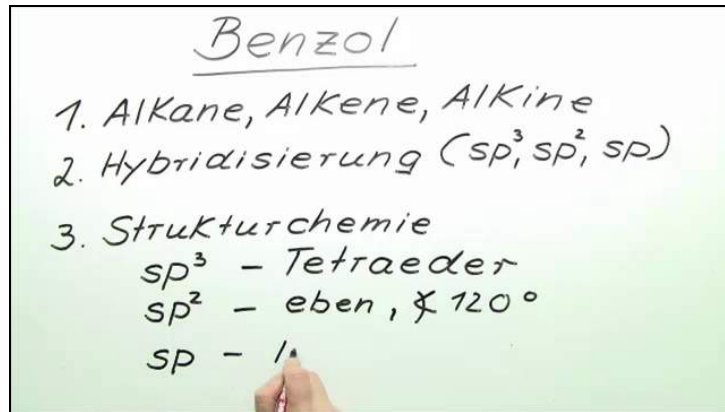 Benzol
1. Alkane, Alkene, Alkine
2. Hybridisierung (sp³, sp², sp)
3. Strukturchemie
sp³ - Tetraeder
sp² - eben, ∢ 120°
sp - l